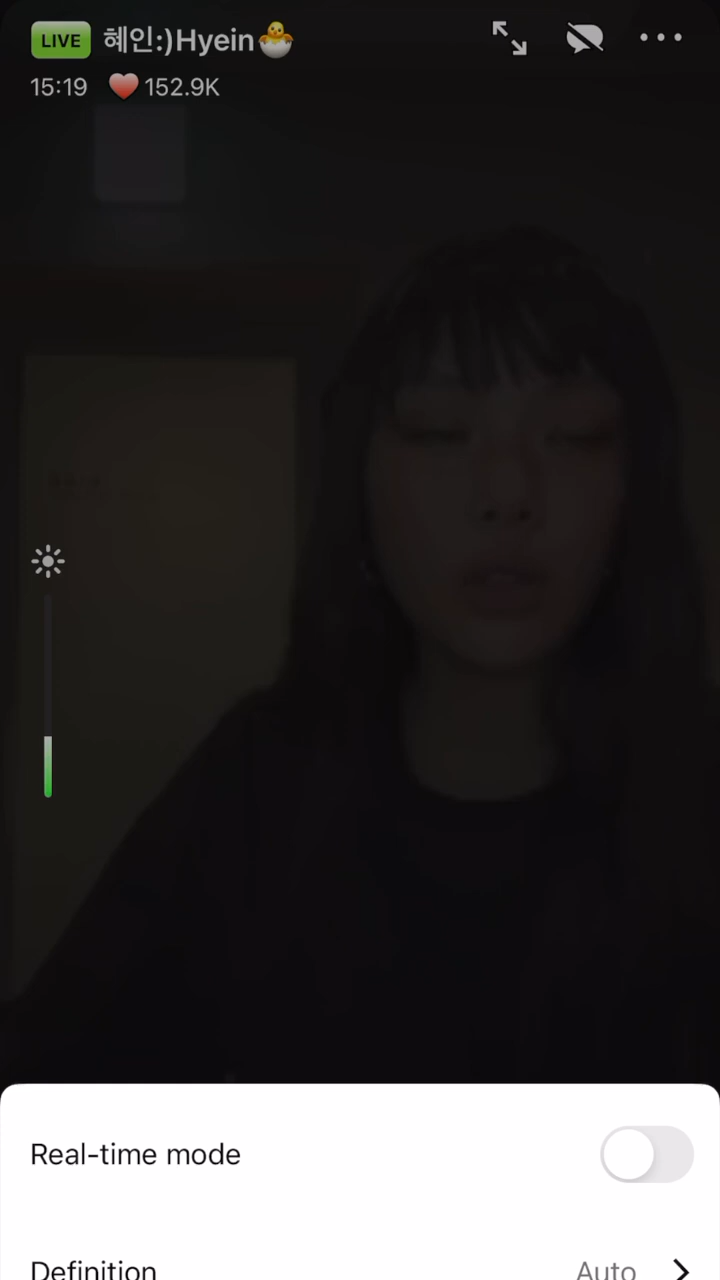 LIVE 혜인:)Hyein🐣
15:19 ❤️ 152.9K
Real-time mode
Definition Auto